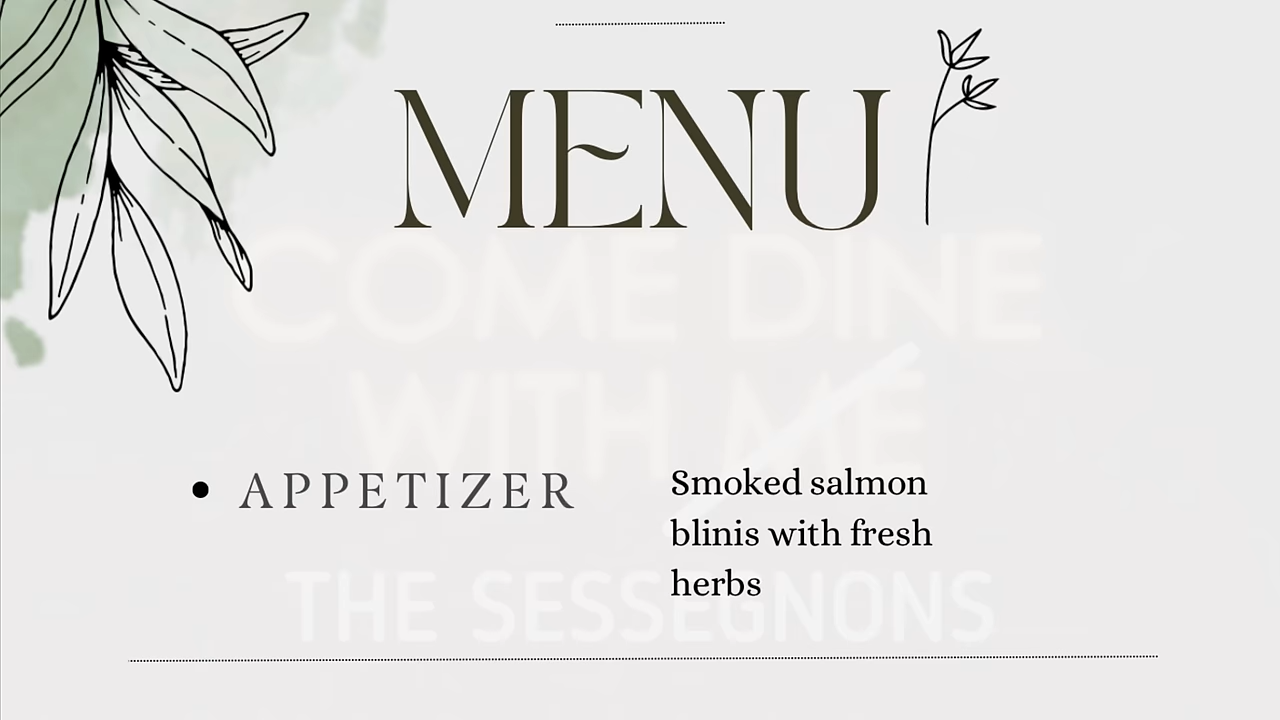 MENU
COME DINE
WITH ME
• APPETIZER
Smoked salmon
blinis with fresh
herbs
THE SESSEGNONS